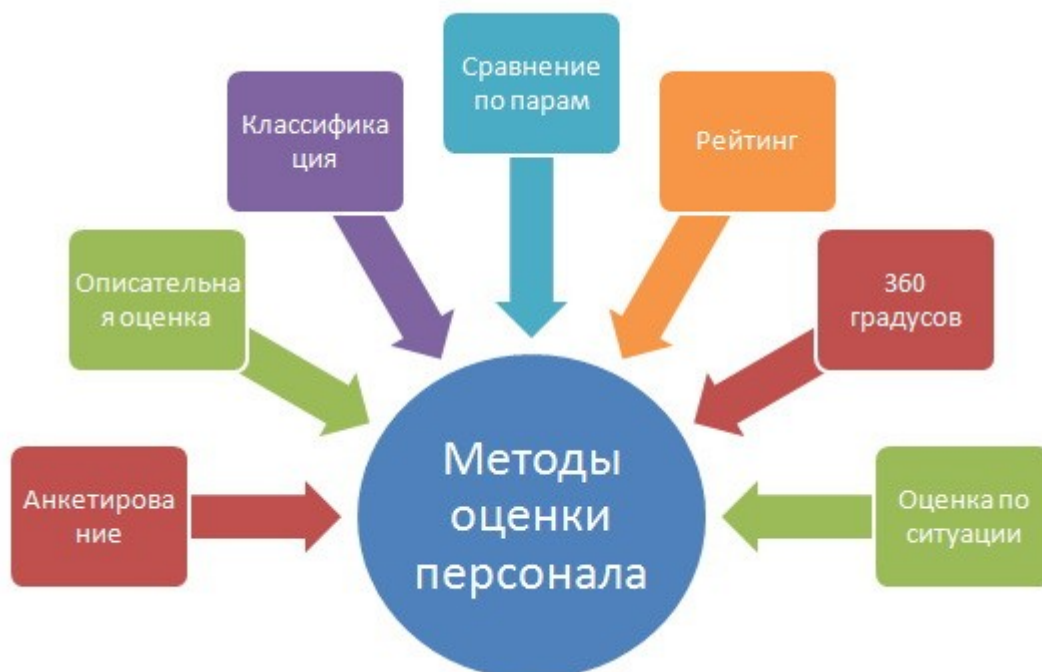 Сравнение
по парам
Классифика
ция
Рейтинг
Описательна
я оценка
360
градусов
Анкетирова
ние
Оценка по
ситуации
Методы
оценки
персонала